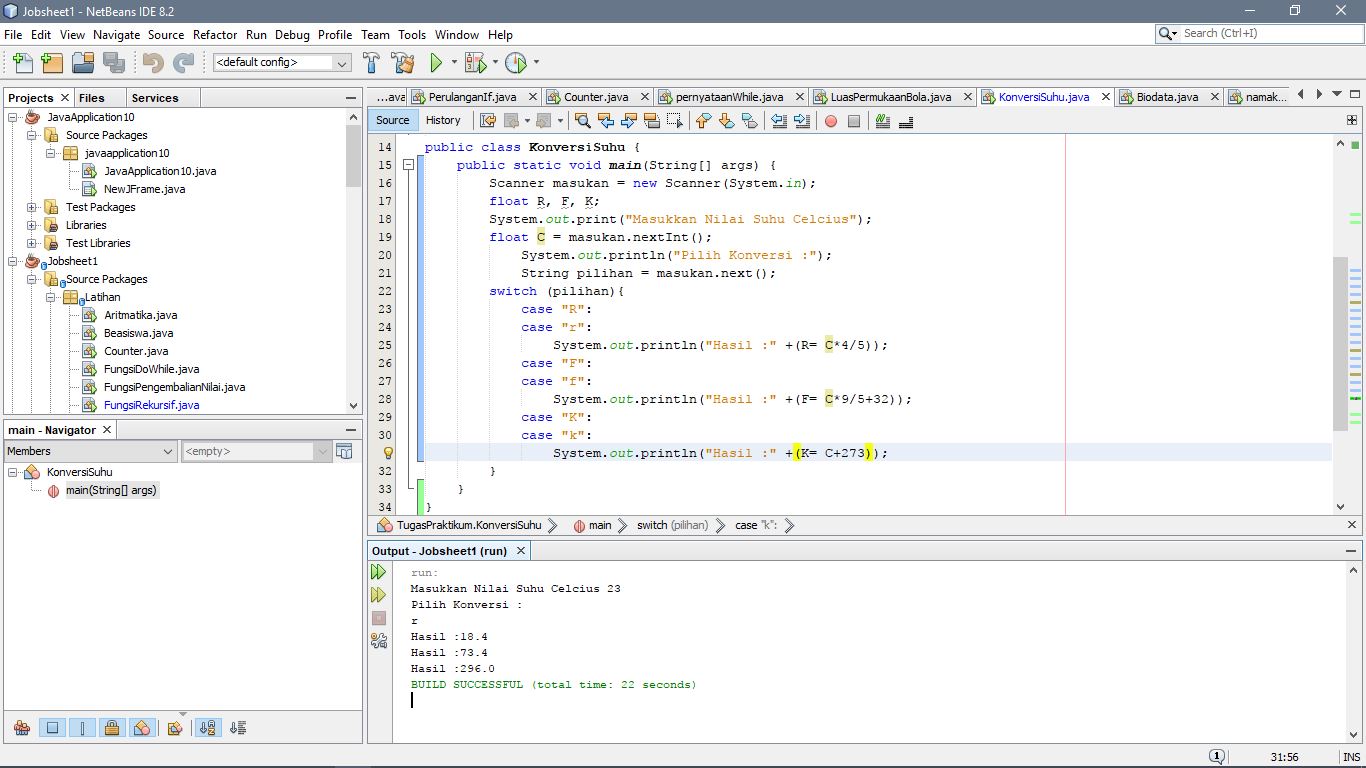 Jobsheet1 - NetBeans IDE 8.2
File Edit View Navigate Source Refactor Run Debug Profile Team Tools Window Help
Search (Ctrl+I)
<default config>
Projects Files Services
JavaApplication10
Source Packages
javaapplication10
JavaApplication10.java
NewJFrame.java
Test Packages
Libraries
Test Libraries
Jobsheet1
Source Packages
Latihan
Aritmatika.java
Beasiswa.java
Counter.java
FungsiDoWhile.java
FungsiPengembalianNilai.java
FungsiRekursif.java
main - Navigator
Members
<empty>
KonversiSuhu
main(String[] args)
...ava PerulanganIf.java Counter.java pernyataanWhile.java LuasPermukaanBola.java KonversiSuhu.java Biodata.java namak...
Source History
14 public class KonversiSuhu {
15 public static void main(String[] args) {
16 Scanner masukan = new Scanner(System.in);
17 float R, F, K;
18 System.out.print("Masukkan Nilai Suhu Celcius");
19 float C = masukan.nextInt();
20 System.out.println("Pilih Konversi :");
21 String pilihan = masukan.next();
22 switch (pilihan){
23 case "R":
24 case "r":
25 System.out.println("Hasil :" +(R= C*4/5));
26 case "F":
27 case "f":
28 System.out.println("Hasil :" +(F= C*9/5+32));
29 case "K":
30 case "k":
System.out.println("Hasil :" +(K= C+273));
32 }
33 }
34 }
TugasPraktikum.KonversiSuhu main switch (pilihan) case "k":
Output - Jobsheet1 (run)
run:
Masukkan Nilai Suhu Celcius 23
Pilih Konversi :
r
Hasil :18.4
Hasil :73.4
Hasil :296.0
BUILD SUCCESSFUL (total time: 22 seconds)
1 31:56 INS